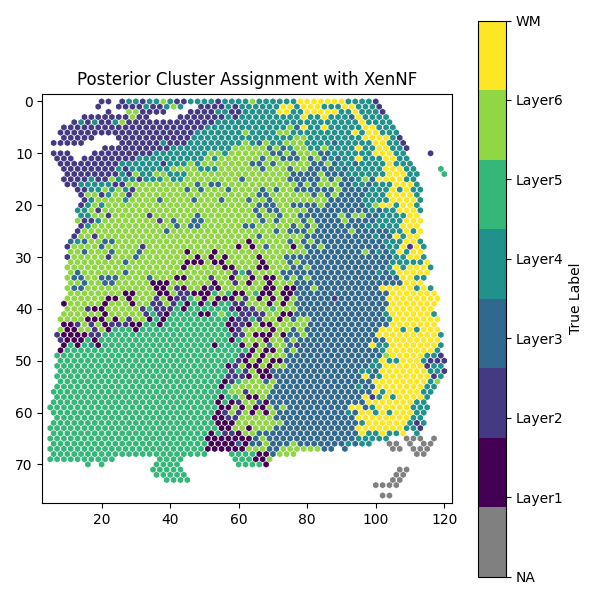 Posterior Cluster Assignment with XenNF
0
10
20
30
40
50
60
70
20
40
60
80
100
120
WM
Layer6
Layer5
Layer4
Layer3
Layer2
Layer1
NA
True Label